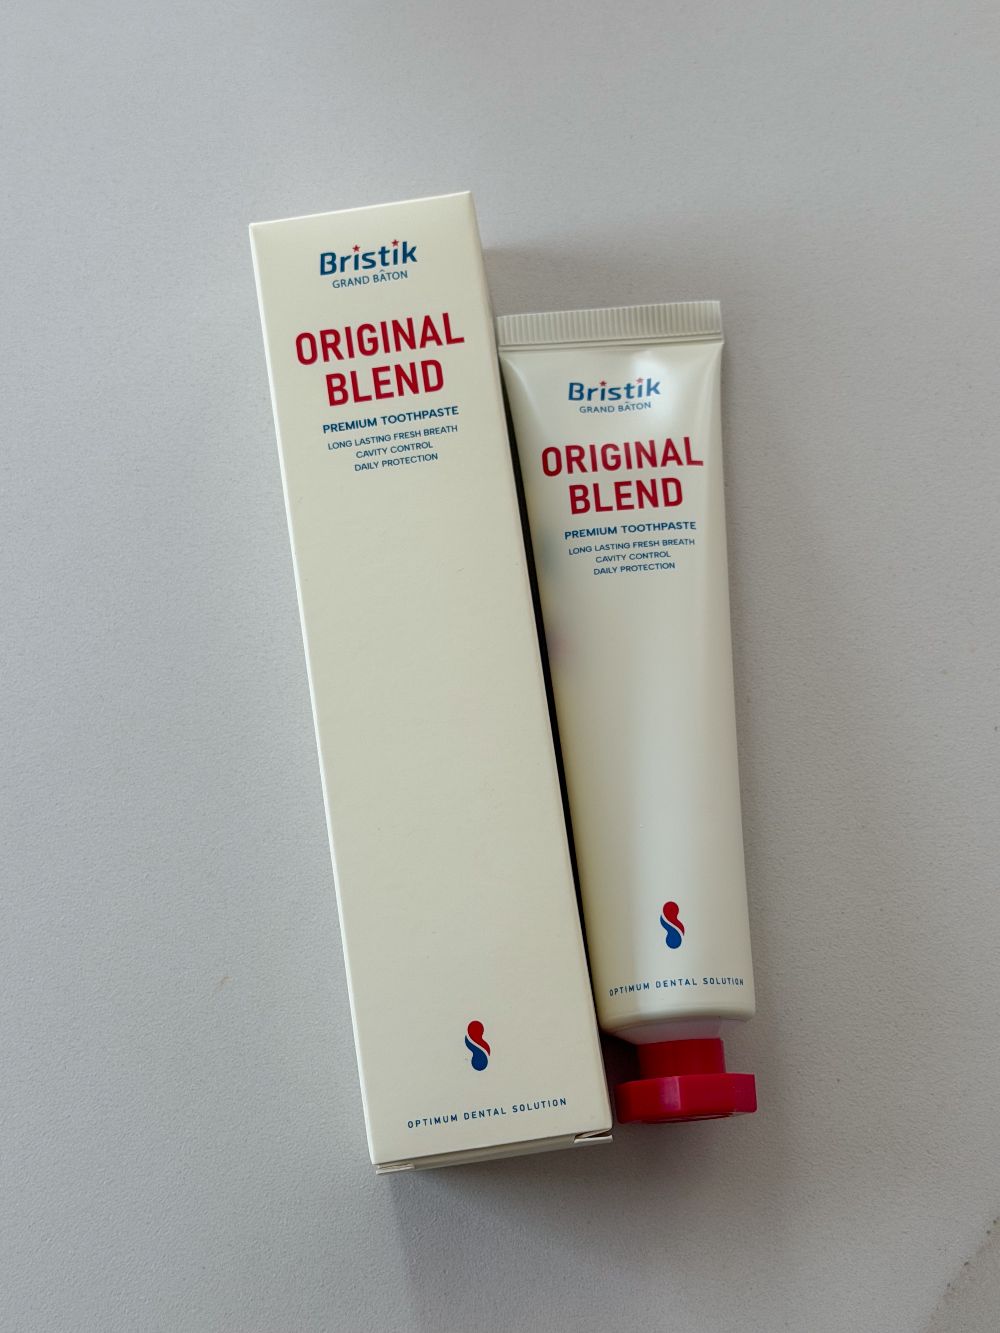 Bristik
GRAND BÂTON
ORIGINAL
BLEND
PREMIUM TOOTHPASTE
LONG LASTING FRESH BREATH
CAVITY CONTROL
DAILY PROTECTION
OPTIMUM DENTAL SOLUTION
Bristik
GRAND BÂTON
ORIGINAL
BLEND
PREMIUM TOOTHPASTE
LONG LASTING FRESH BREATH
CAVITY CONTROL
DAILY PROTECTION
OPTIMUM DENTAL SOLUTION